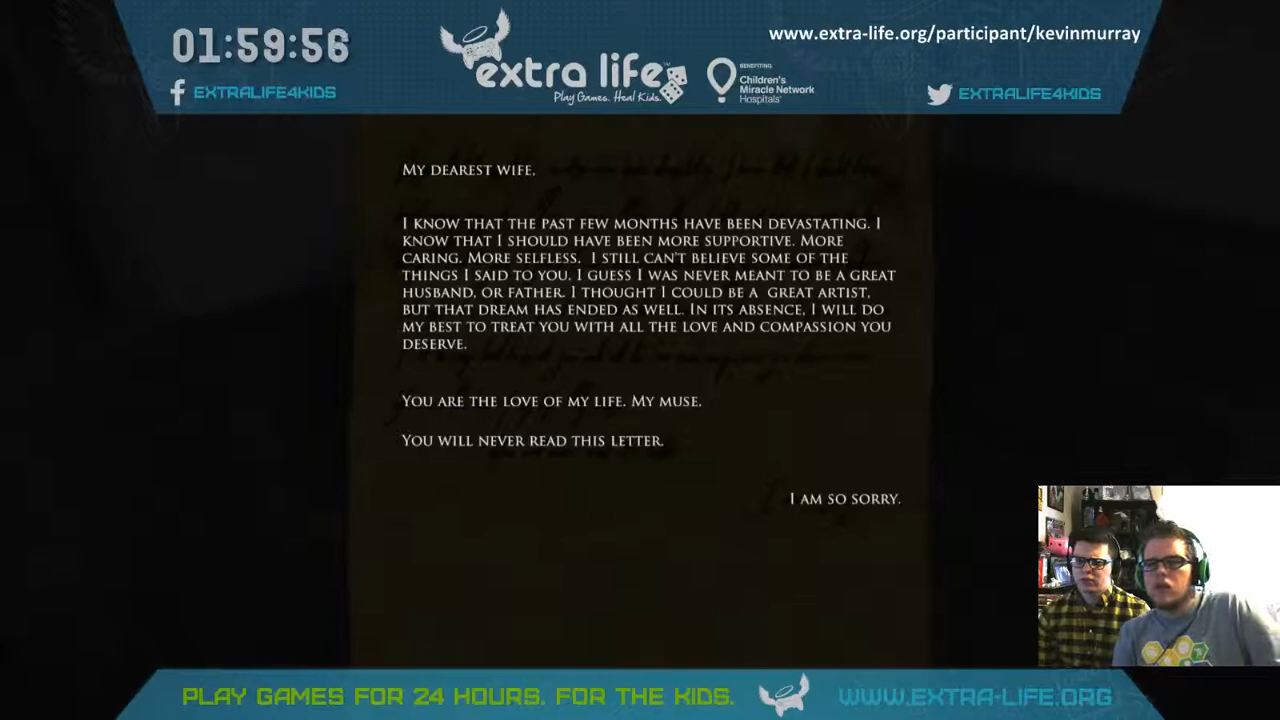 01:59:56
EXTRALIFE4KIDS
extra life
Play Games. Heal Kids.
BENEFITING
Children's
Miracle Network
Hospitals
www.extra-life.org/participant/kevinmurray
EXTRALIFE4KIDS
MY DEAREST WIFE,
I KNOW THAT THE PAST FEW MONTHS HAVE BEEN DEVASTATING. I
KNOW THAT I SHOULD HAVE BEEN MORE SUPPORTIVE. MORE
CARING. MORE SELFLESS. I STILL CAN'T BELIEVE SOME OF THE
THINGS I SAID TO YOU. I GUESS I WAS NEVER MEANT TO BE A GREAT
HUSBAND, OR FATHER. I THOUGHT I COULD BE A GREAT ARTIST,
BUT THAT DREAM HAS ENDED AS WELL. IN ITS ABSENCE, I WILL DO
MY BEST TO TREAT YOU WITH ALL THE LOVE AND COMPASSION YOU
DESERVE.
YOU ARE THE LOVE OF MY LIFE. MY MUSE.
YOU WILL NEVER READ THIS LETTER.
I AM SO SORRY.
PLAY GAMES FOR 24 HOURS. FOR THE KIDS.
WWW.EXTRA-LIFE.ORG